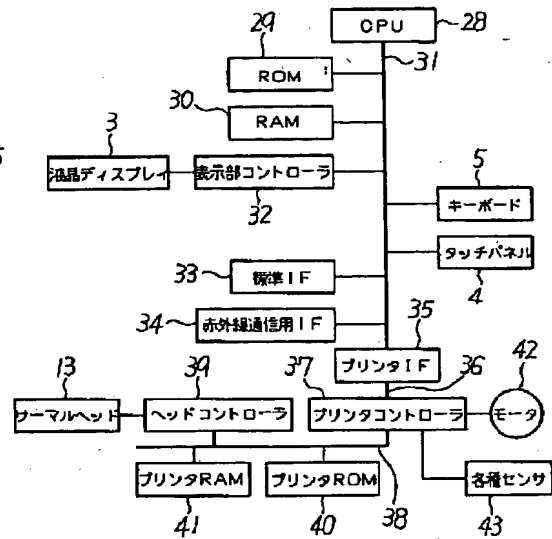 CPU
28
29
31
ROM
30
RAM
3
液晶ディスプレイ
表示部コントローラ
32
5
キーボード
タッチパネル
4
33
標準IF
34
赤外線通信用IF
35
プリンタIF
36
42
13
39
37
サーマルヘッド
ヘッドコントローラ
プリンタコントローラ
モータ
38
プリンタRAM
プリンタROM
各種センサ
41
40
43